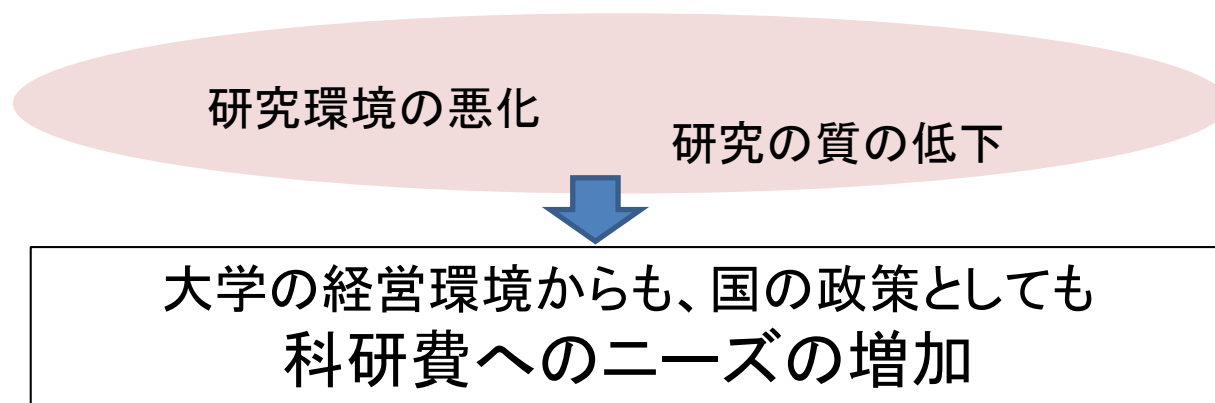 研究環境の悪化
研究の質の低下
大学の経営環境からも、国の政策としても
科研費へのニーズの増加